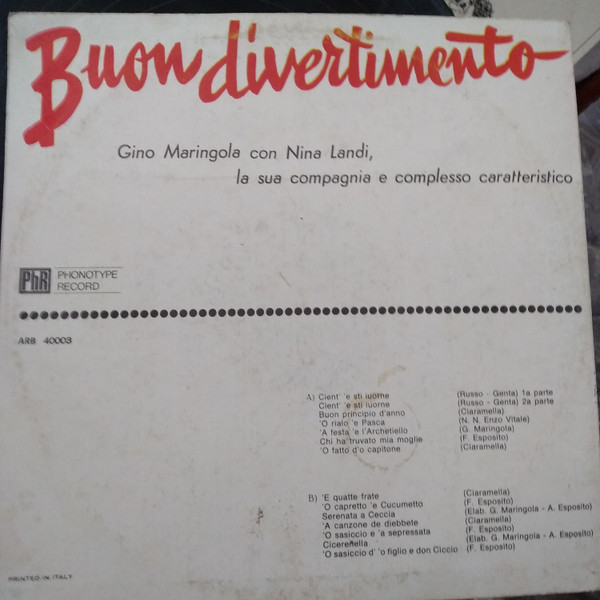 Buon divertimento
Gino Maringola con Nina Landi,
la sua compagnia e complesso caratteristico
PhR PHONOTYPE
RECORD
ARB 40003
A) Cient' 'e sti iuorne (Russo - Genta) 1a parte
Cient' 'e sti iuorne (Russo - Genta) 2a parte
Buon principio d'anno (Ciaramella)
'O rialo 'e Pasca (N. N. Enzo Vitale)
'A festa 'e l'Archetiello (G. Maringola)
Chi ha truvato mia moglie (F. Esposito)
'O fatto d'o capitone (Ciaramella)
B) 'E quatte frate (Ciaramella)
'O capretto 'e Cucumetto (F. Esposito)
Serenata a Ceccia (Elab. G. Maringola - A. Esposito)
'A canzone de diebbete (Ciaramella)
'O sasiccio e 'a sepressata (F. Esposito)
Cicerenella (Elab. G. Maringola - A. Esposito)
'O sasiccio d' 'o figlio e don Ciccio (F. Esposito)
PRINTED IN ITALY